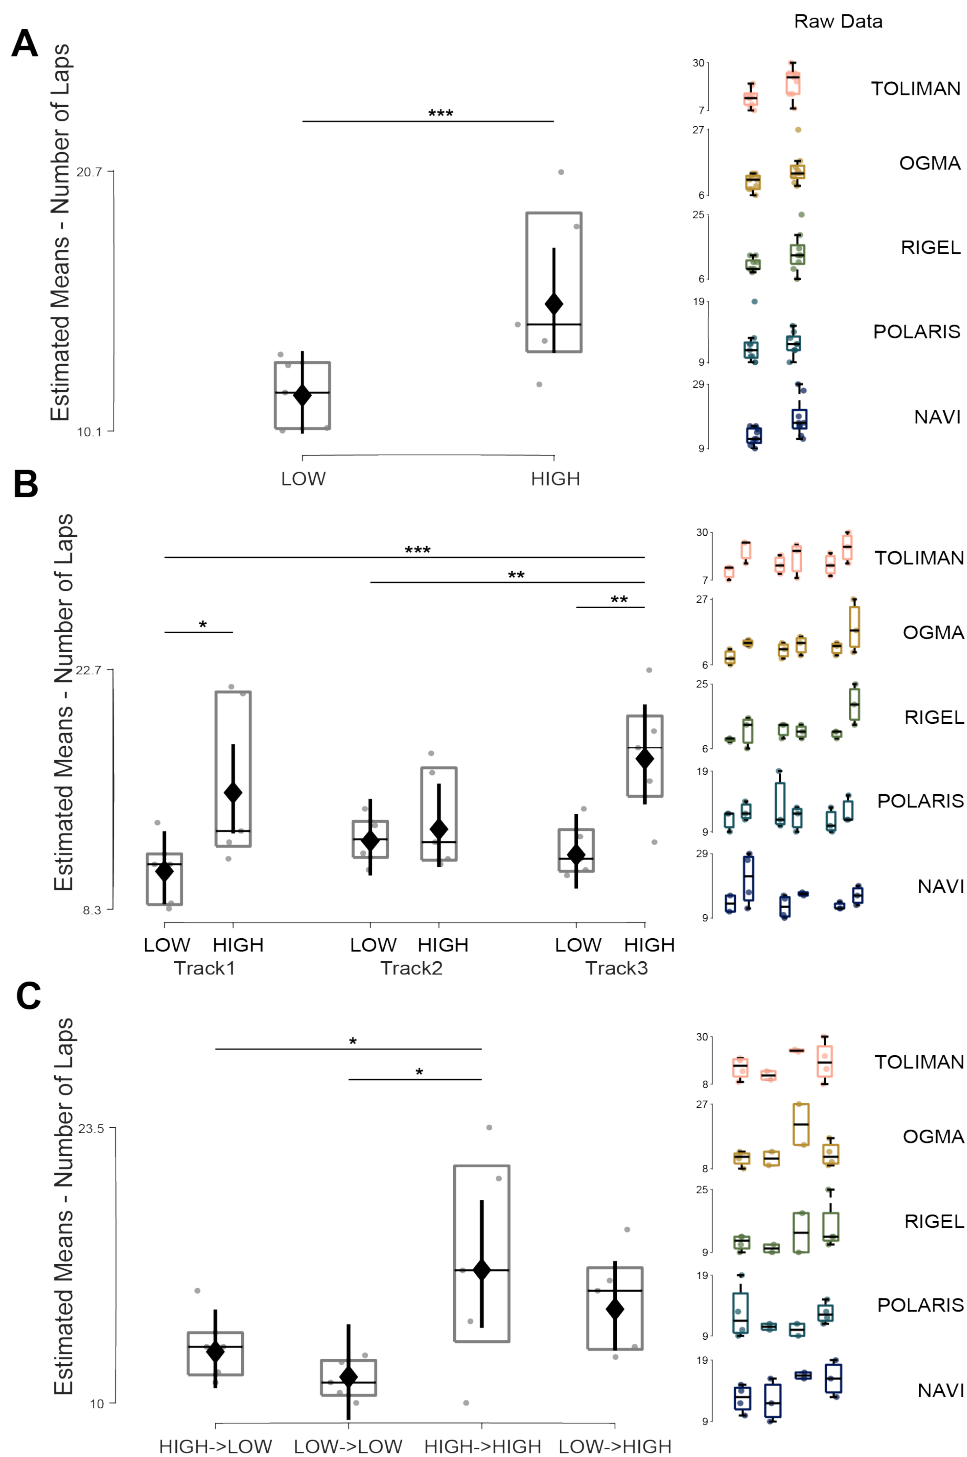 Raw Data
A
Estimated Means - Number of Laps
20.7
10.1
***
LOW
HIGH
30
7
TOLIMAN
27
6
OGMA
25
6
RIGEL
19
9
POLARIS
29
9
NAVI
B
Estimated Means - Number of Laps
22.7
8.3
***
**
**
*
LOW HIGH LOW HIGH LOW HIGH
Track1 Track2 Track3
30
7
TOLIMAN
27
6
OGMA
25
6
RIGEL
19
9
POLARIS
29
9
NAVI
C
Estimated Means - Number of Laps
23.5
10
*
*
HIGH->LOW LOW->LOW HIGH->HIGH LOW->HIGH
30
8
TOLIMAN
27
8
OGMA
25
9
RIGEL
19
9
POLARIS
19
9
NAVI